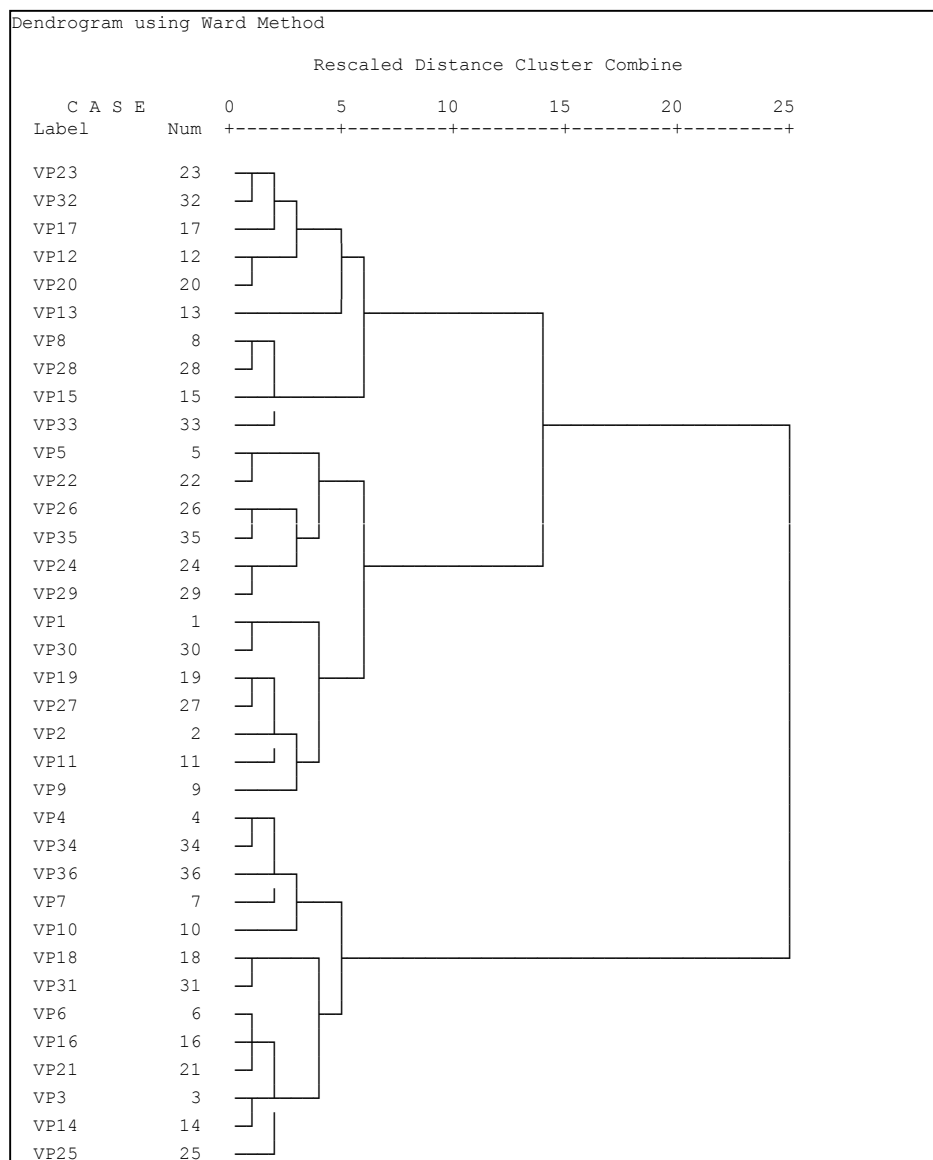 Dendrogram using Ward Method
Rescaled Distance Cluster Combine
C A S E 0 5 10 15 20 25
Label Num +---------+---------+---------+---------+---------+
VP23 23
VP32 32
VP17 17
VP12 12
VP20 20
VP13 13
VP8 8
VP28 28
VP15 15
VP33 33
VP5 5
VP22 22
VP26 26
VP35 35
VP24 24
VP29 29
VP1 1
VP30 30
VP19 19
VP27 27
VP2 2
VP11 11
VP9 9
VP4 4
VP34 34
VP36 36
VP7 7
VP10 10
VP18 18
VP31 31
VP6 6
VP16 16
VP21 21
VP3 3
VP14 14
VP25 25